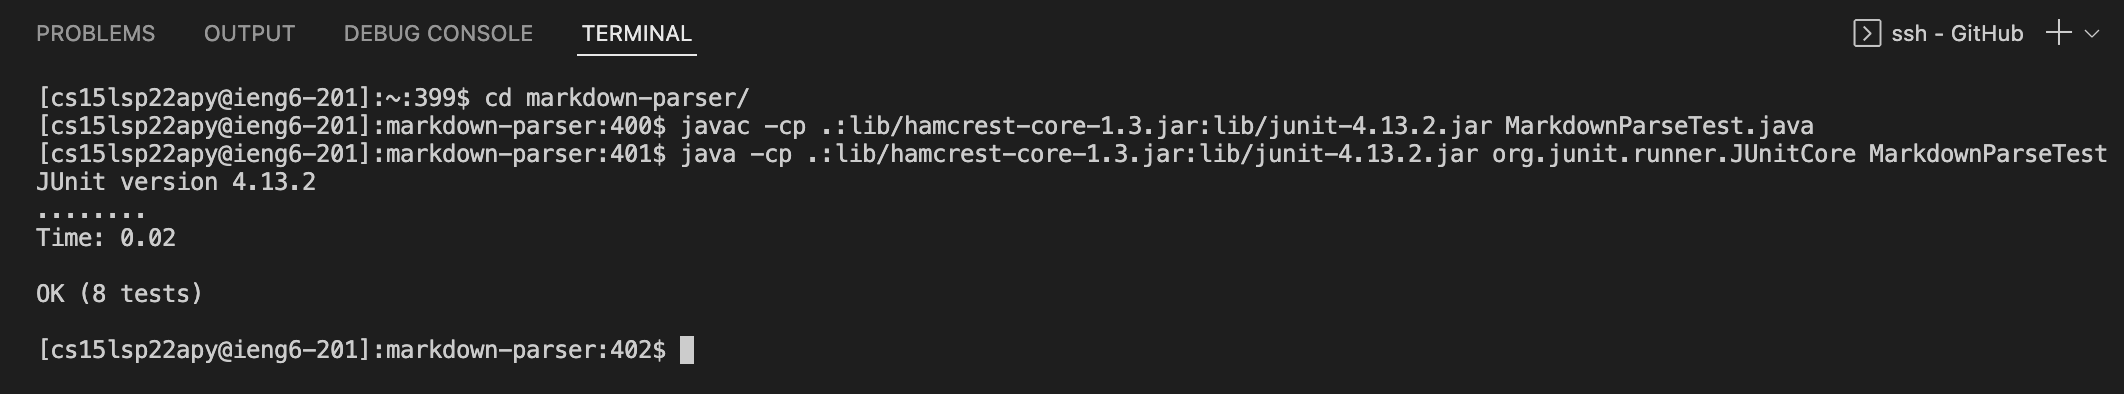 PROBLEMS OUTPUT DEBUG CONSOLE TERMINAL ssh - GitHub
[cs15lsp22apy@ieng6-201]:~:399$ cd markdown-parser/
[cs15lsp22apy@ieng6-201]:markdown-parser:400$ javac -cp .:lib/hamcrest-core-1.3.jar:lib/junit-4.13.2.jar MarkdownParseTest.java
[cs15lsp22apy@ieng6-201]:markdown-parser:401$ java -cp .:lib/hamcrest-core-1.3.jar:lib/junit-4.13.2.jar org.junit.runner.JUnitCore MarkdownParseTest
JUnit version 4.13.2
........
Time: 0.02
OK (8 tests)
[cs15lsp22apy@ieng6-201]:markdown-parser:402$